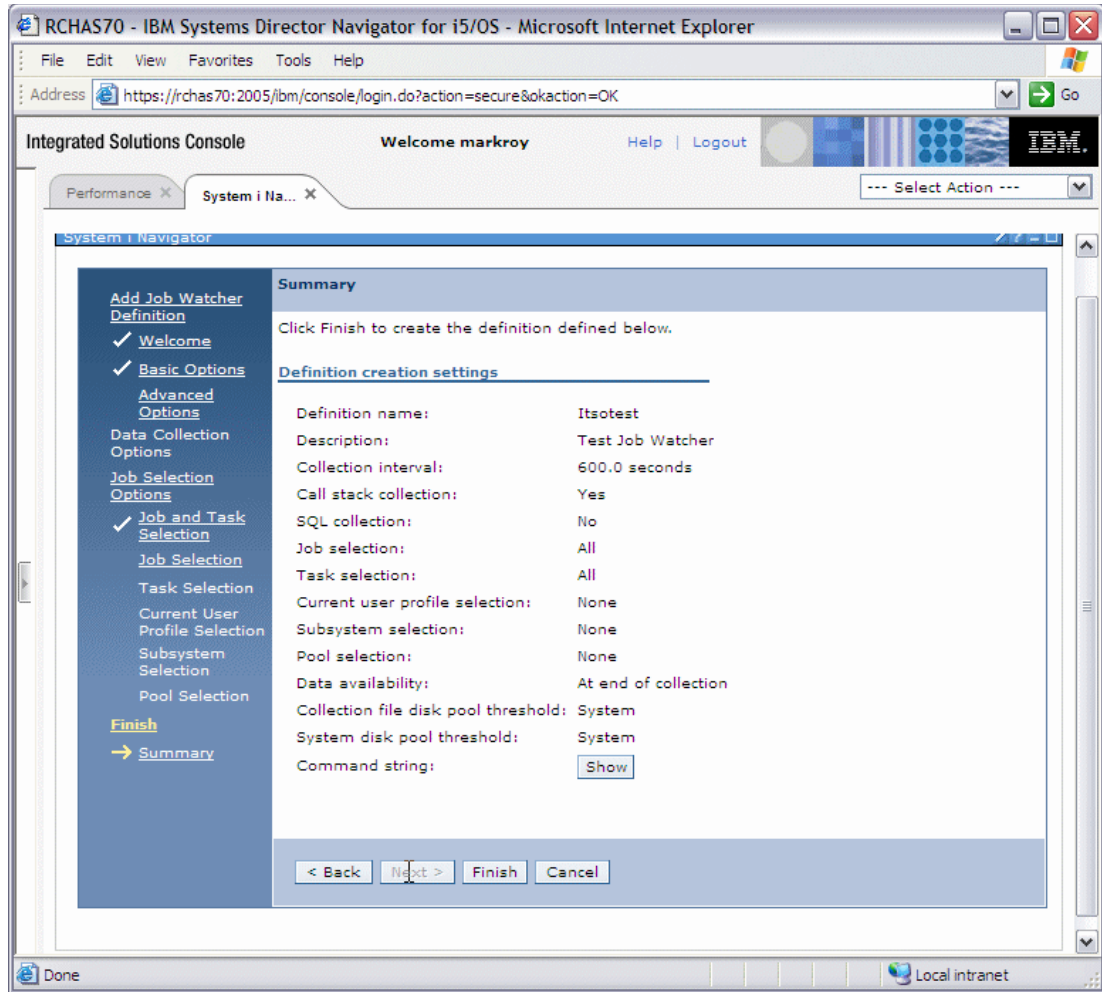 RCHAS70 - IBM Systems Director Navigator for i5/OS - Microsoft Internet Explorer
File Edit View Favorites Tools Help
Address https://rchas70:2005/ibm/console/login.do?action=secure&okaction=OK Go
Integrated Solutions Console Welcome markroy Help | Logout IBM.
Performance System i Na... --- Select Action ---
System i Navigator
Add Job Watcher
Definition
Welcome
Basic Options
Advanced
Options
Data Collection
Options
Job Selection
Options
Job and Task
Selection
Job Selection
Task Selection
Current User
Profile Selection
Subsystem
Selection
Pool Selection
Finish
Summary
Summary
Click Finish to create the definition defined below.
Definition creation settings
Definition name: Itsotest
Description: Test Job Watcher
Collection interval: 600.0 seconds
Call stack collection: Yes
SQL collection: No
Job selection: All
Task selection: All
Current user profile selection: None
Subsystem selection: None
Pool selection: None
Data availability: At end of collection
Collection file disk pool threshold: System
System disk pool threshold: System
Command string: Show
< Back Next > Finish Cancel
Done Local intranet